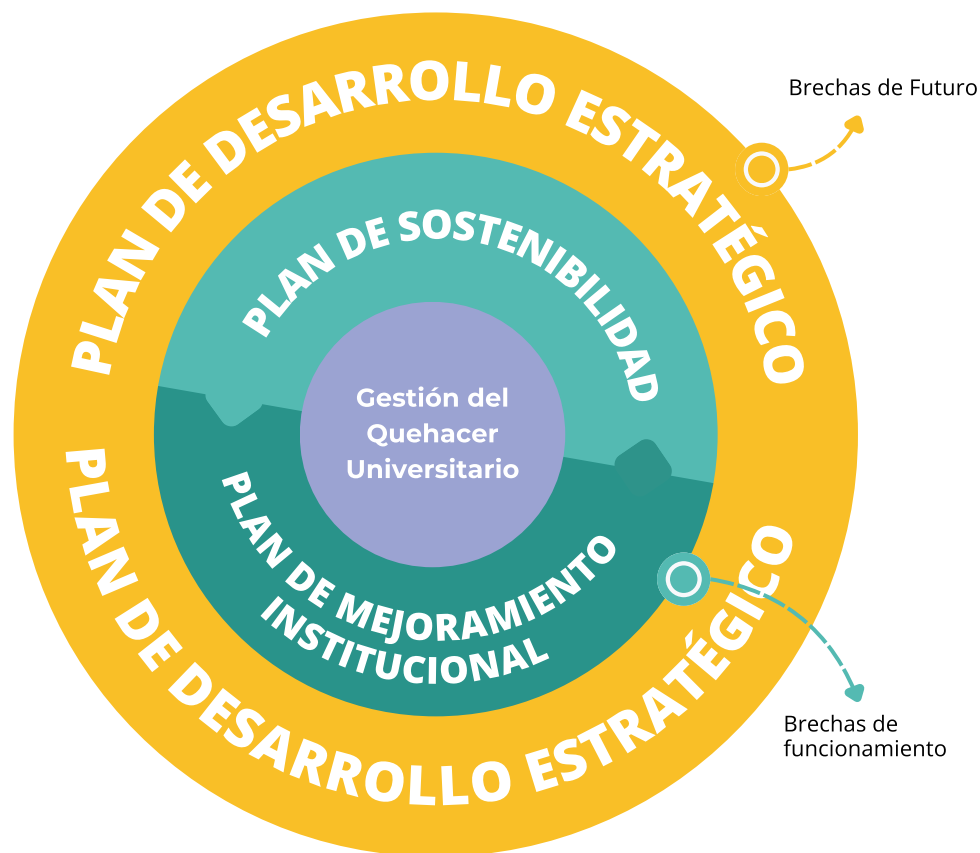 Brechas de Futuro
PLAN DE DESARROLLO ESTRATÉGICO
PLAN DE SOSTENIBILIDAD
Gestión del
Quehacer
Universitario
PLAN DE MEJORAMIENTO
INSTITUCIONAL
PLAN DE DESARROLLO ESTRATÉGICO
Brechas de
funcionamiento